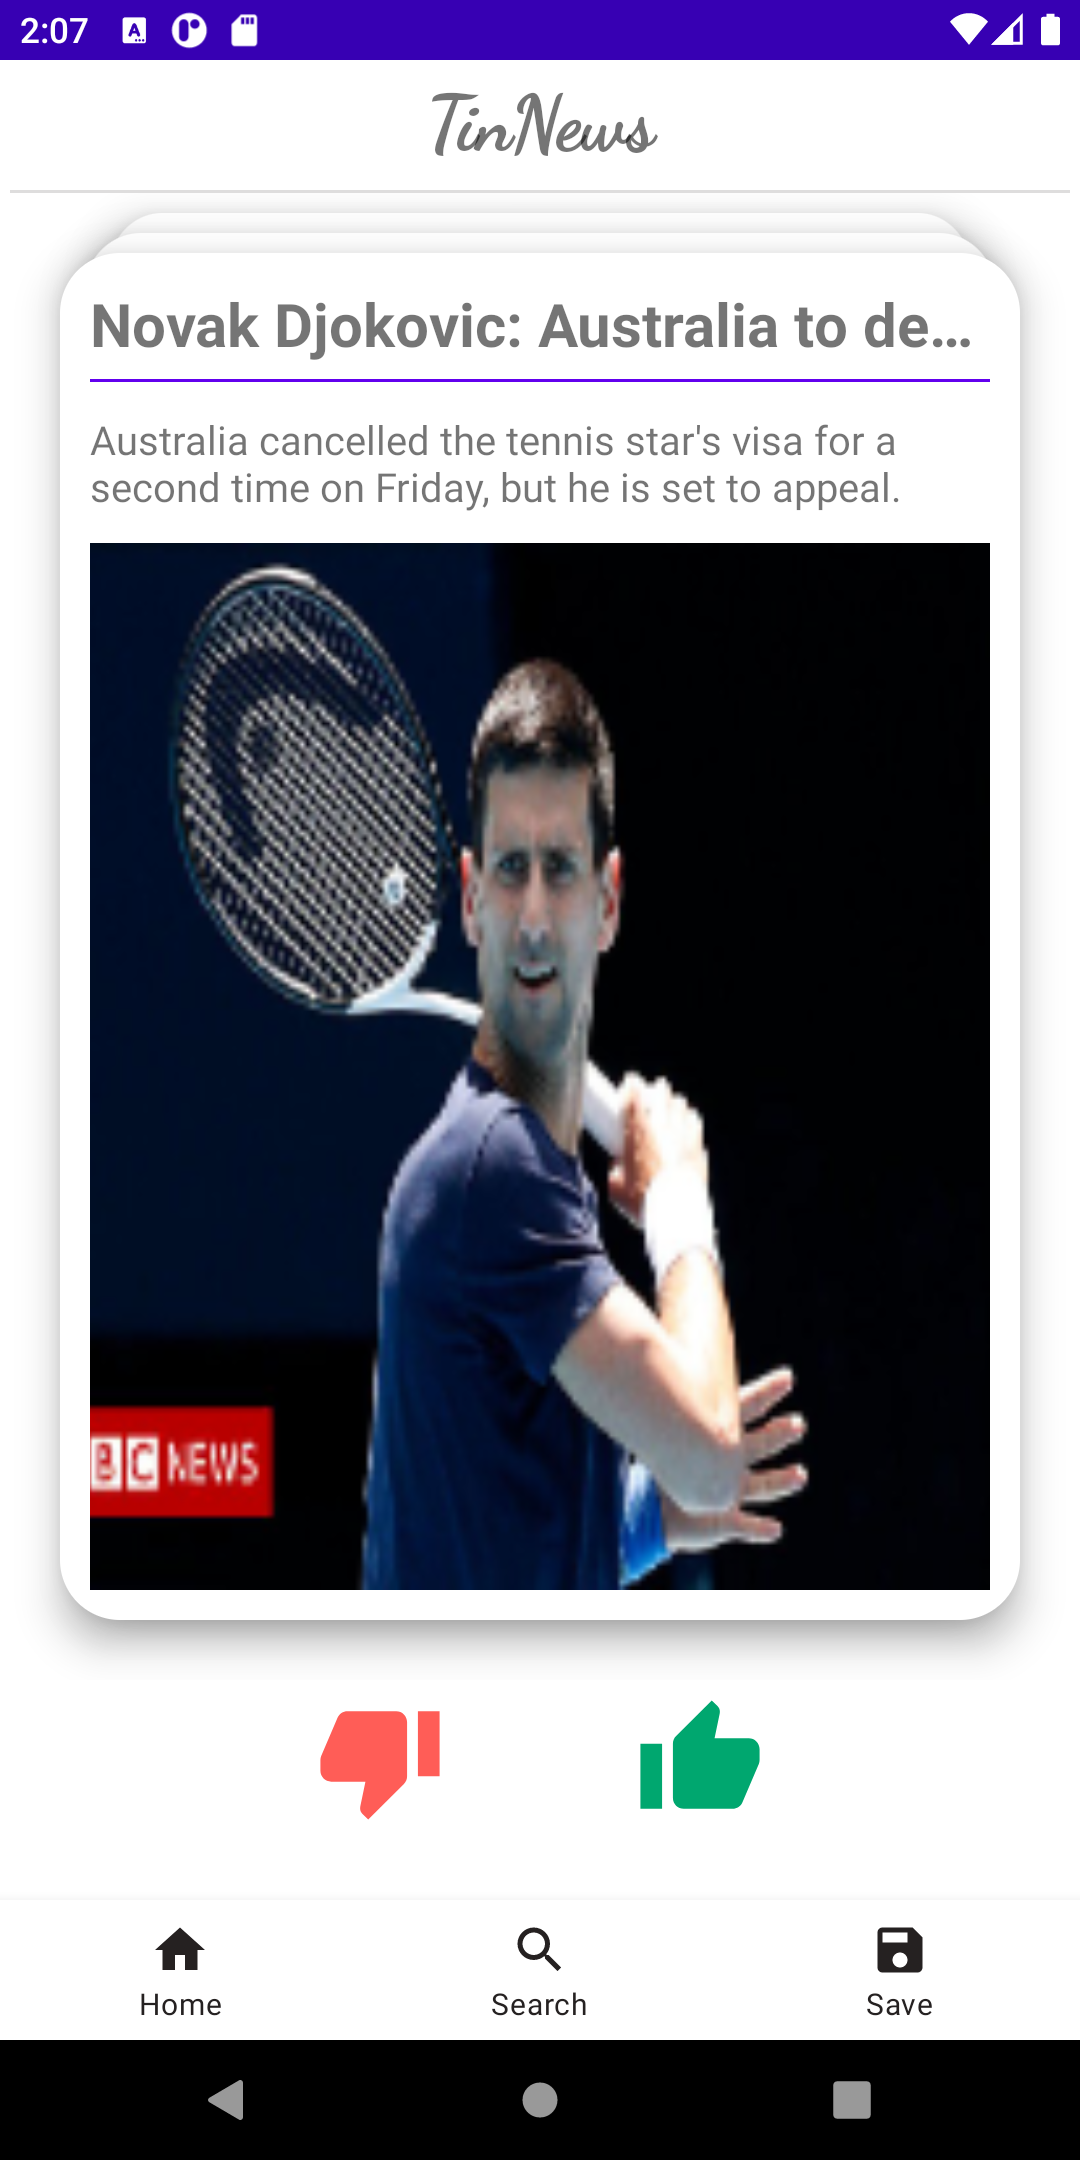 2:07
TinNews
Novak Djokovic: Australia to de...
Australia cancelled the tennis star's visa for a
second time on Friday, but he is set to appeal.
BC NEWS
Home
Search
Save